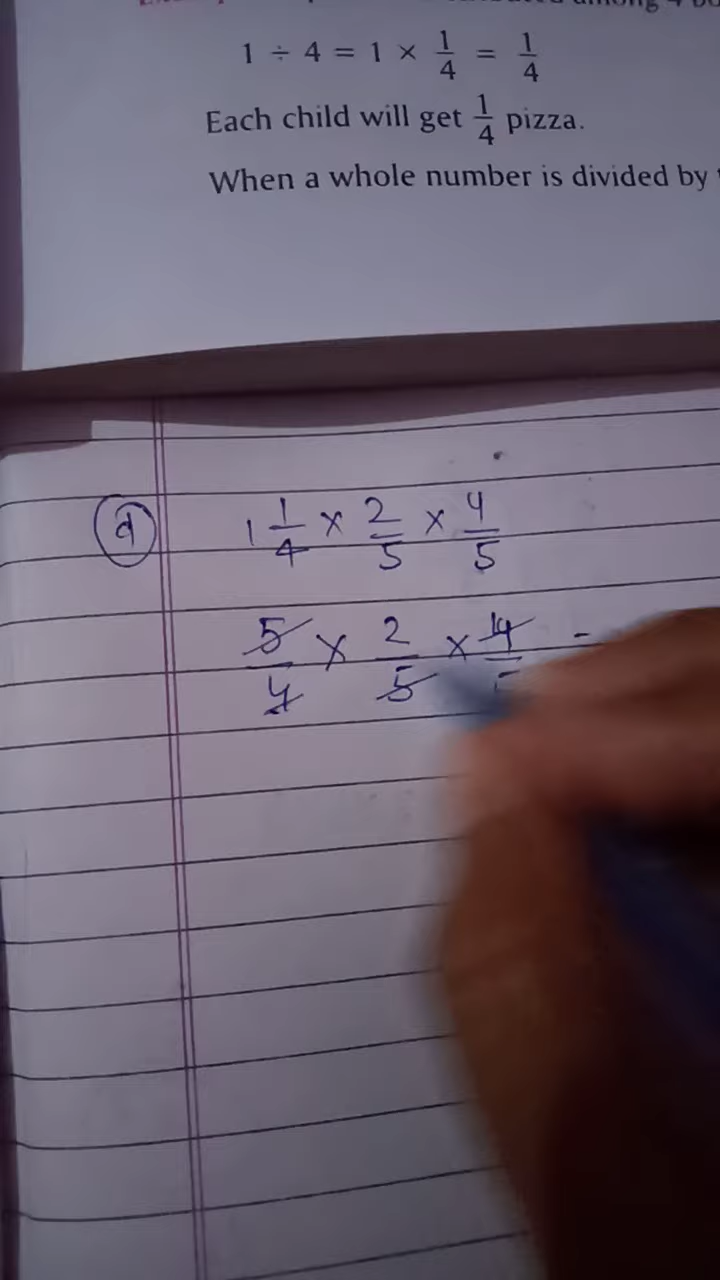 1 ÷ 4 = 1 × 1/4 = 1/4
Each child will get 1/4 pizza.
When a whole number is divided by
d 1 1/4 × 2/5 × 4/5
5/4 × 2/5 × 4/5 =